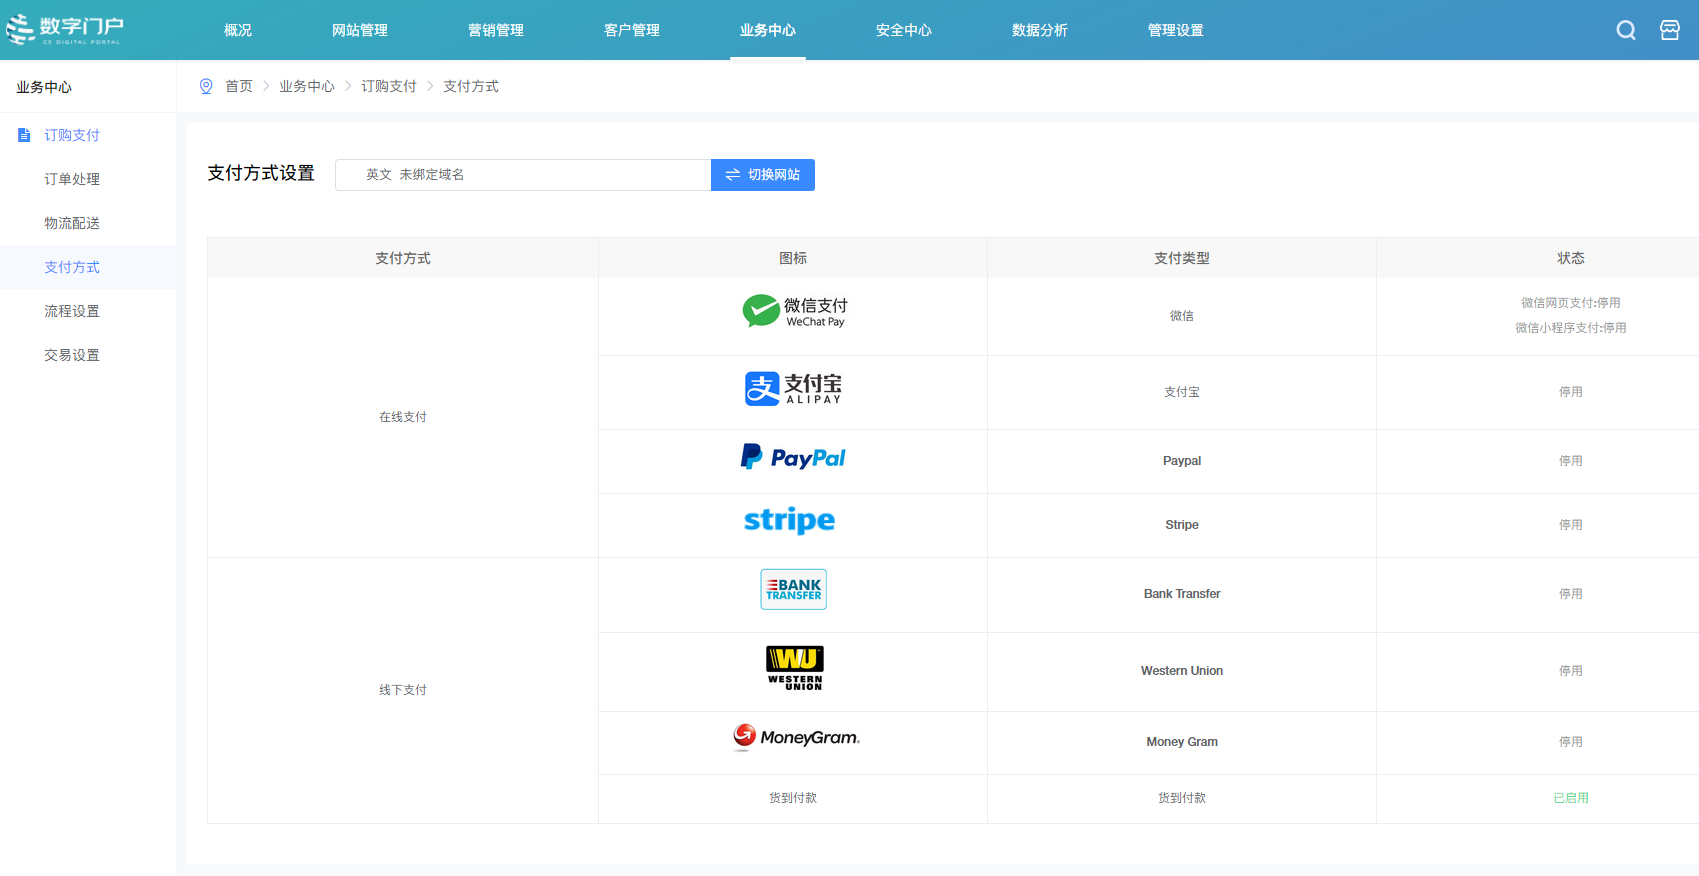 数字门户
CE DIGITAL PORTAL
概况 网站管理 营销管理 客户管理 业务中心 安全中心 数据分析 管理设置
业务中心
订购支付
订单处理
物流配送
支付方式
流程设置
交易设置
首页 > 业务中心 > 订购支付 > 支付方式
支付方式设置 英文 未绑定域名 切换网站
支付方式 图标 支付类型 状态
在线支付
微信支付
WeChat Pay
微信
微信网页支付:停用
微信小程序支付:停用
支 支付宝
ALIPAY
支付宝 停用
PayPal Paypal 停用
stripe Stripe 停用
线下支付
BANK
TRANSFER
Bank Transfer 停用
WU
WESTERN
UNION
Western Union 停用
MoneyGram. Money Gram 停用
货到付款 货到付款 已启用